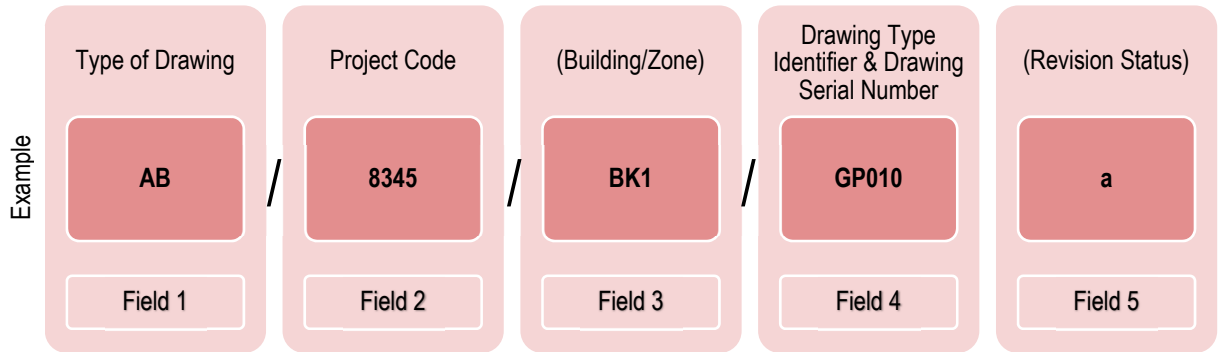 Type of Drawing
Project Code
(Building/Zone)
Drawing Type
Identifier & Drawing
Serial Number
(Revision Status)
Example
AB
/
8345
/
BK1
/
GP010
a
Field 1
Field 2
Field 3
Field 4
Field 5